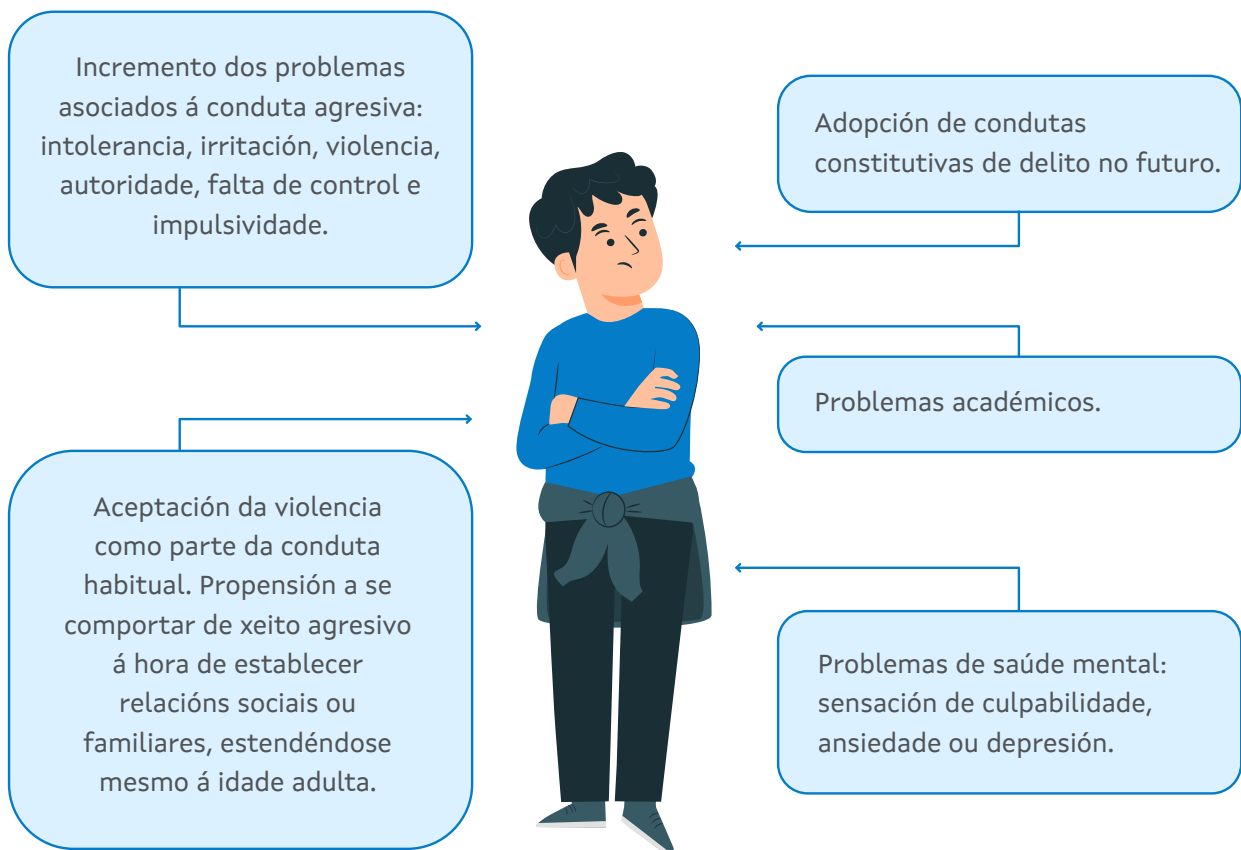 Incremento dos problemas
asociados á conduta agresiva:
intolerancia, irritación, violencia,
autoridade, falta de control e
impulsividade.
Aceptación da violencia
como parte da conduta
habitual. Propensión a se
comportar de xeito agresivo
á hora de establecer
relacións sociais ou
familiares, estendéndose
mesmo á idade adulta.
Adopción de condutas
constitutivas de delito no futuro.
Problemas académicos.
Problemas de saúde mental:
sensación de culpabilidade,
ansiedade ou depresión.